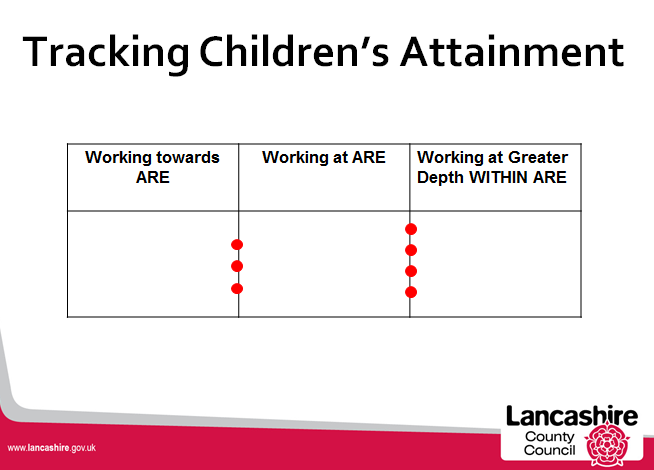 Tracking Children's Attainment
Working towards
ARE
Working at ARE
Working at Greater
Depth WITHIN ARE
www.lancashire.gov.uk
Lancashire
County
Council